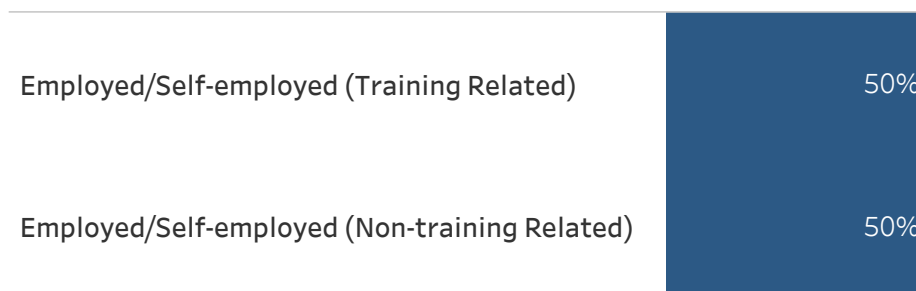 Employed/Self-employed (Training Related) 50%
Employed/Self-employed (Non-training Related) 50%